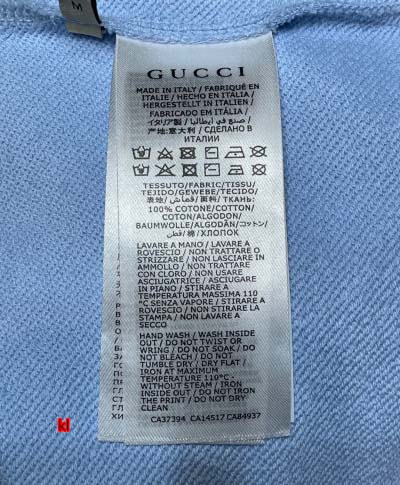 M
GUCCI
MADE IN ITALY / FABRIQUÉ EN
ITALIE / HECHO EN ITALIA /
HERGESTELLT IN ITALIEN /
FABRICADO EM ITÁLIA /
イタリア製 / صنع في ايطاليا /
产地:意大利 / СДЕЛАНО В
ИТАЛИИ
TESSUTO/FABRIC/TISSU/
TEJIDO/GEWEBE/TECIDO/
表地/قماش/面料/ТКАНЬ:
100% COTONE/COTTON/
COTON/ALGODON/
BAUMWOLLE/ALGODÃO/コットン/
قطن/棉/ХЛОПОК
LAVARE A MANO / LAVARE A
ROVESCIO / NON TRATTARE O
STRIZZARE / NON LASCIARE IN
AMMOLLO / NON TRATTARE
CON CLORO / NON USARE
ASCIUGATRICE / ASCIUGARE
IN PIANO / STIRARE A
TEMPERATURA MASSIMA 110
°C SENZA VAPORE / STIRARE A
ROVESCIO / NON STIRARE LA
STAMPA / NON LAVARE A
SECCO
HAND WASH / WASH INSIDE
OUT / DO NOT TWIST OR
WRING / DO NOT SOAK / DO
NOT BLEACH / DO NOT
TUMBLE DRY / DRY FLAT /
IRON AT MAXIMUM
TEMPERATURE 110°C -
WITHOUT STEAM / IRON
INSIDE OUT / DO NOT IRON
THE PRINT / DO NOT DRY
CLEAN
CA37394 CA14517 CA84937
kl